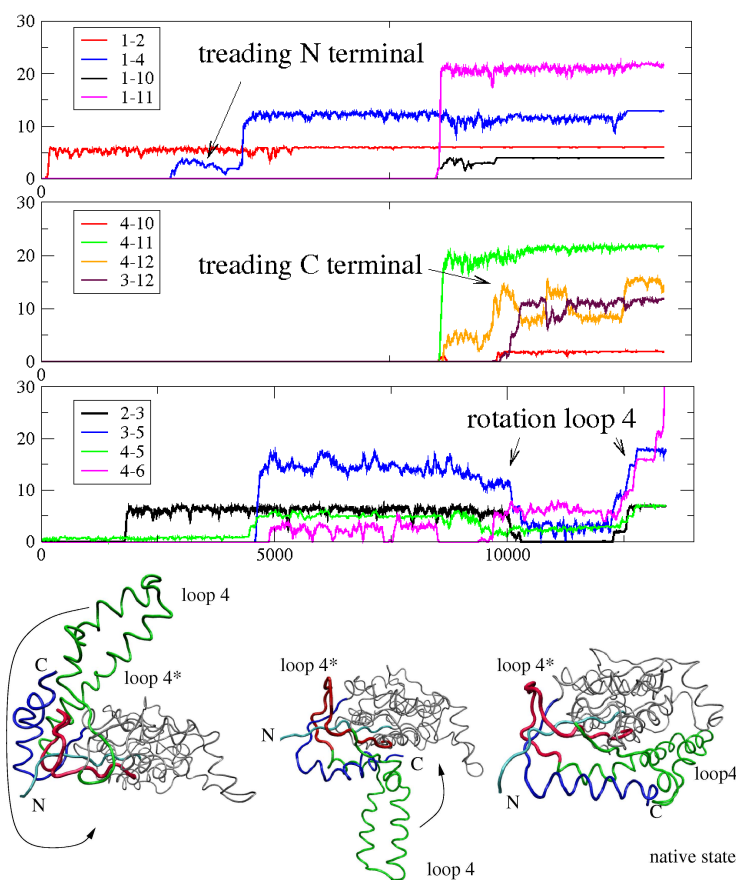 30
20
10
0
0
1-2
1-4
1-10
1-11
treading N terminal
30
20
10
0
0
4-10
4-11
4-12
3-12
treading C terminal
30
20
10
0
0
5000
10000
2-3
3-5
4-5
4-6
rotation loop 4
loop 4
C
loop 4*
N
loop 4*
N
C
loop 4
loop 4*
N
C
loop4
native state